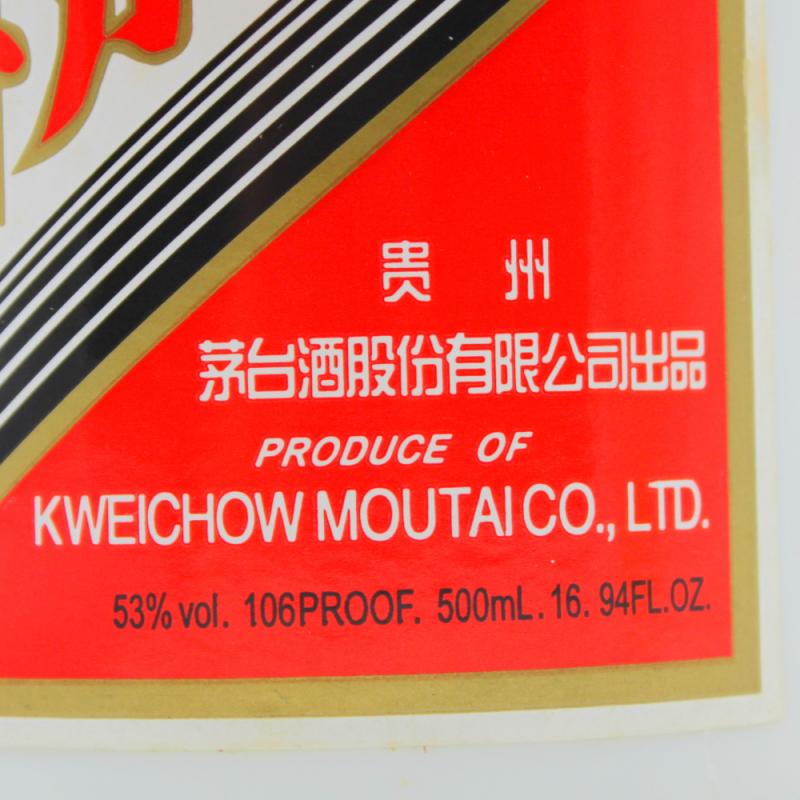 贵 州
茅台酒股份有限公司出品
PRODUCE OF
KWEICHOW MOUTAI CO., LTD.
53% vol. 106PROOF. 500mL. 16. 94FL.OZ.